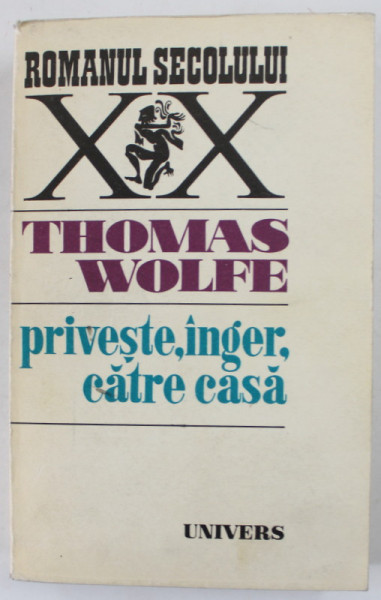 ROMANUL SECOLULUI
XX
THOMAS
WOLFE
privește, înger,
către casă
UNIVERS